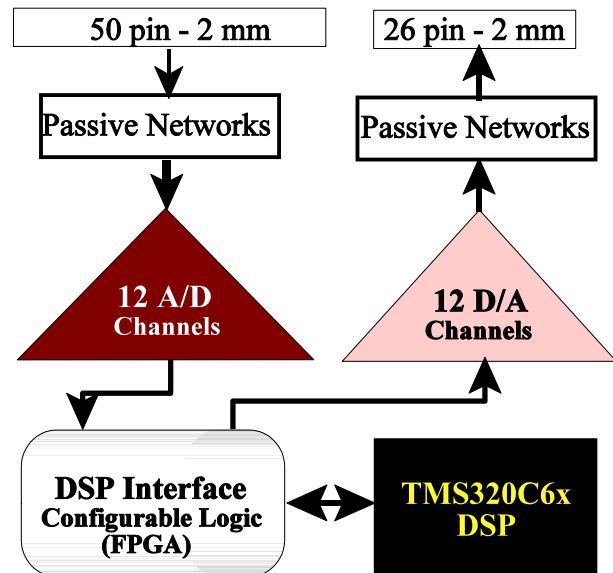 50 pin - 2 mm
26 pin - 2 mm
Passive Networks
Passive Networks
12 A/D
Channels
12 D/A
Channels
DSP Interface
Configurable Logic
(FPGA)
TMS320C6x
DSP